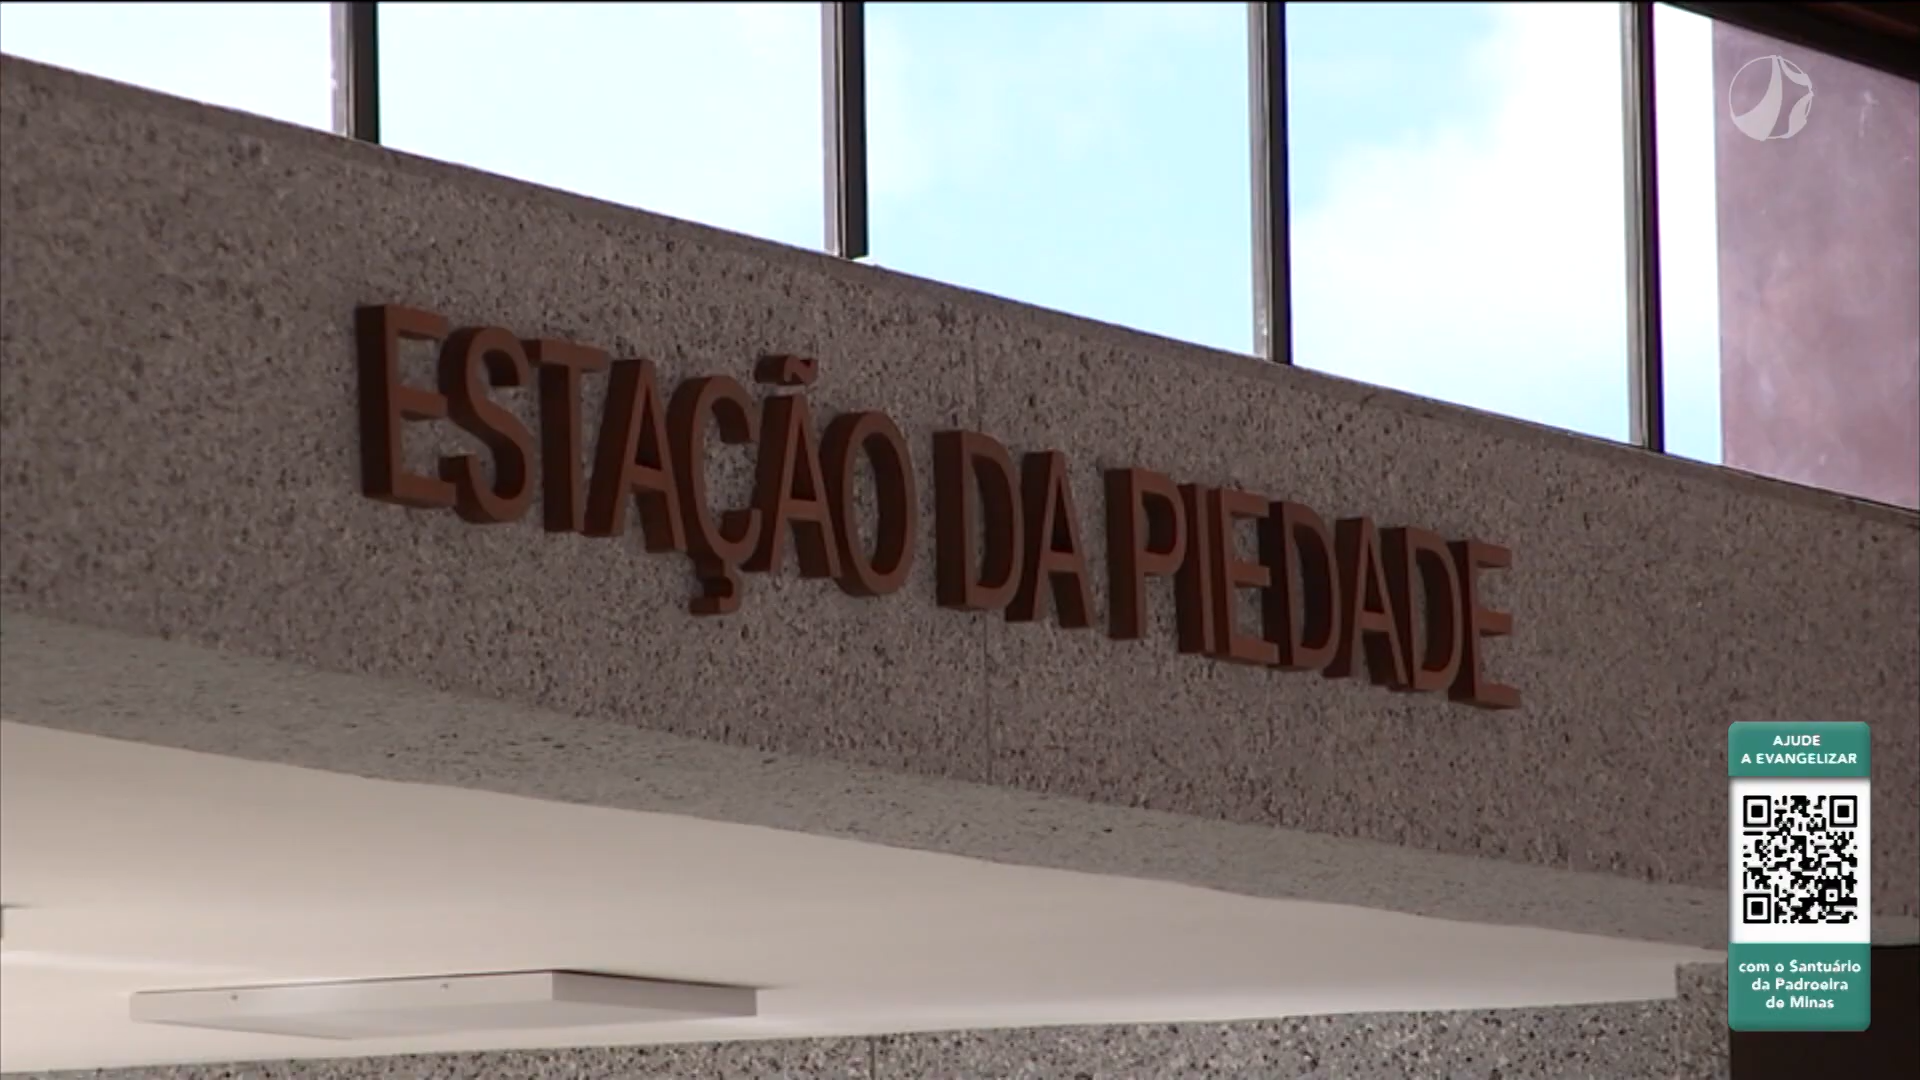 ESTAÇÃO DA PIEDADE
AJUDE
A EVANGELIZAR
com o Santuário
da Padroeira
de Minas